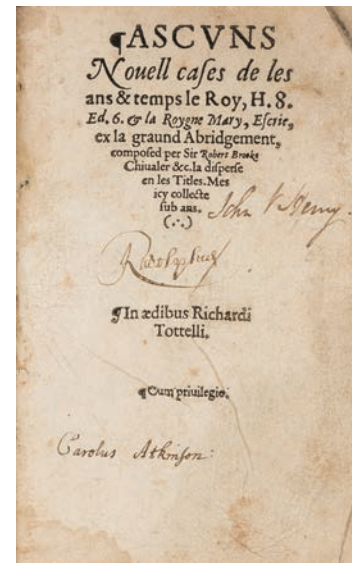 ¶ASCVNS
Nouell caſes de les
ans & temps le Roy, H. 8.
Ed. 6. & la Roygne Mary, Eſcrie,
ex la graund Abridgement,
compoſed per Sir Robert Brooke
Chiualer &c. la diſperſe
en les Titles. Mes
icy collecte
ſub ans.
(∴)
John Henry
¶In ædibus Richardi
Tottelli.
¶Cum priuilegio.
Carolus Atkinſon: